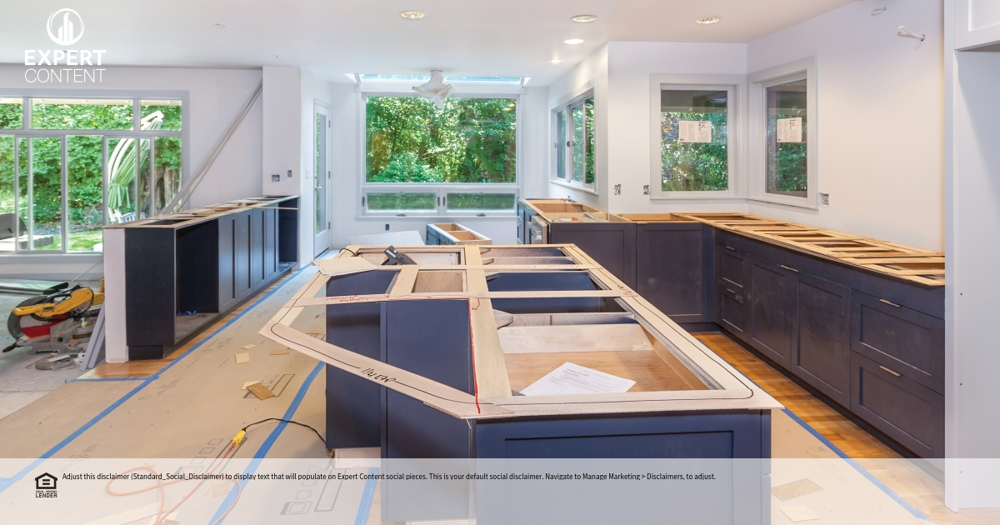 EXPERT
CONTENT
Adjust this disclaimer (Standard_Social_Disclaimer) to display text that will populate on Expert Content social pieces. This is your default social disclaimer. Navigate to Manage Marketing > Disclaimers, to adjust.
EQUAL HOUSING
LENDER